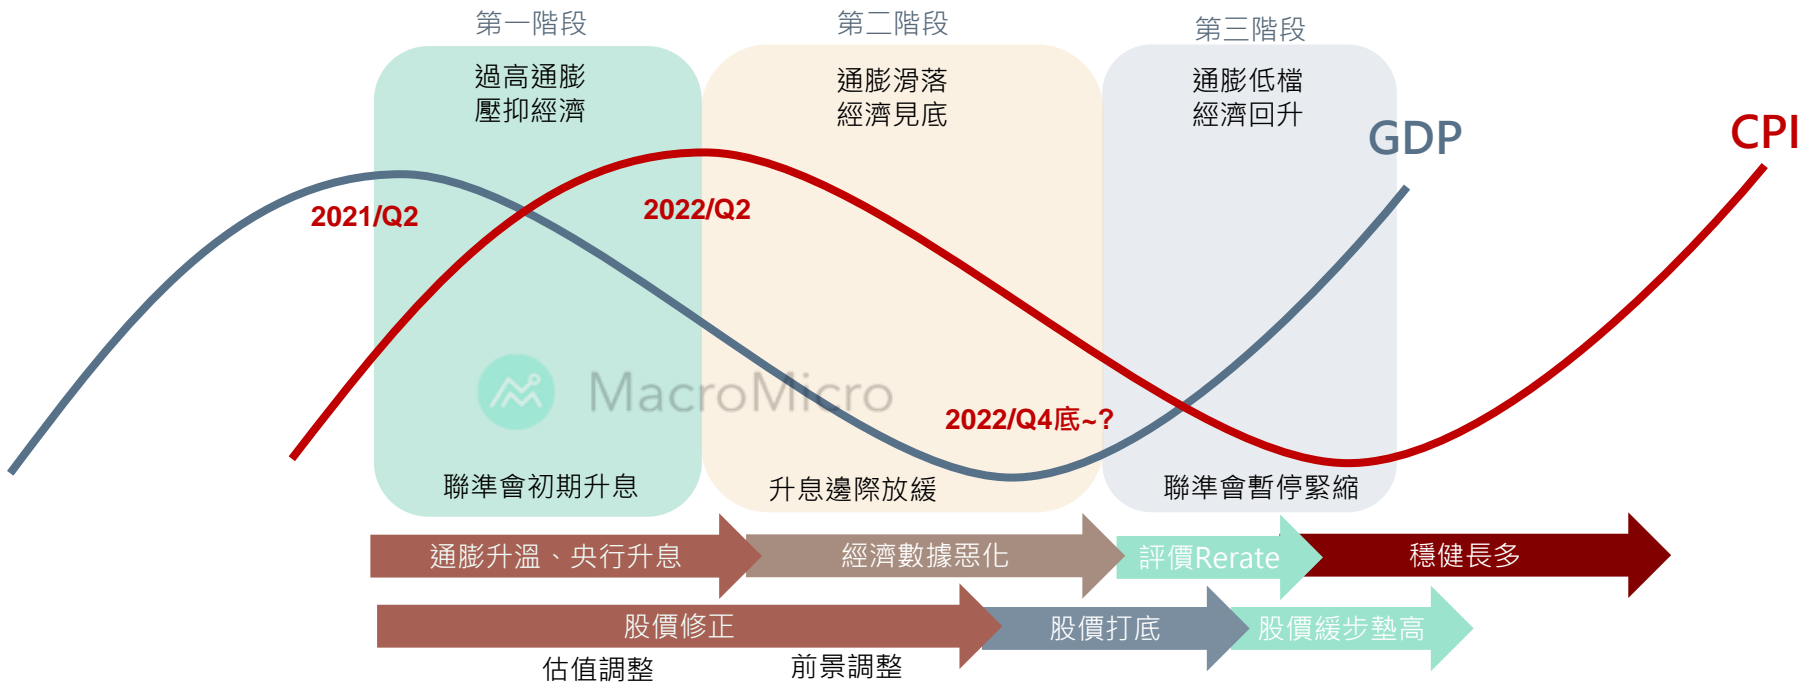 第一階段
第二階段
第三階段
過高通膨
壓抑經濟
通膨滑落
經濟見底
通膨低檔
經濟回升
GDP
CPI
2021/Q2
2022/Q2
MacroMicro
2022/Q4底~?
聯準會初期升息
升息邊際放緩
聯準會暫停緊縮
通膨升溫、央行升息
經濟數據惡化
評價Rerate
穩健長多
股價修正
股價打底
股價緩步墊高
估值調整
前景調整